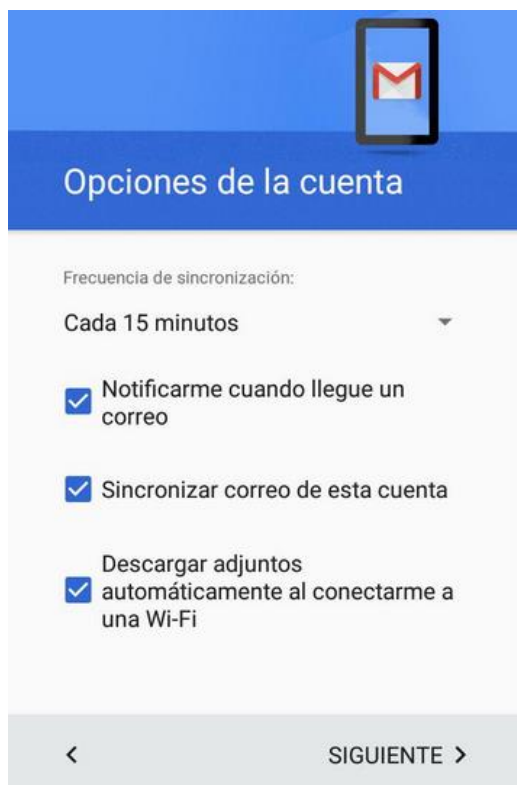 Opciones de la cuenta
Frecuencia de sincronización:
Cada 15 minutos
Notificarme cuando llegue un
correo
Sincronizar correo de esta cuenta
Descargar adjuntos
automáticamente al conectarme a
una Wi-Fi
SIGUIENTE